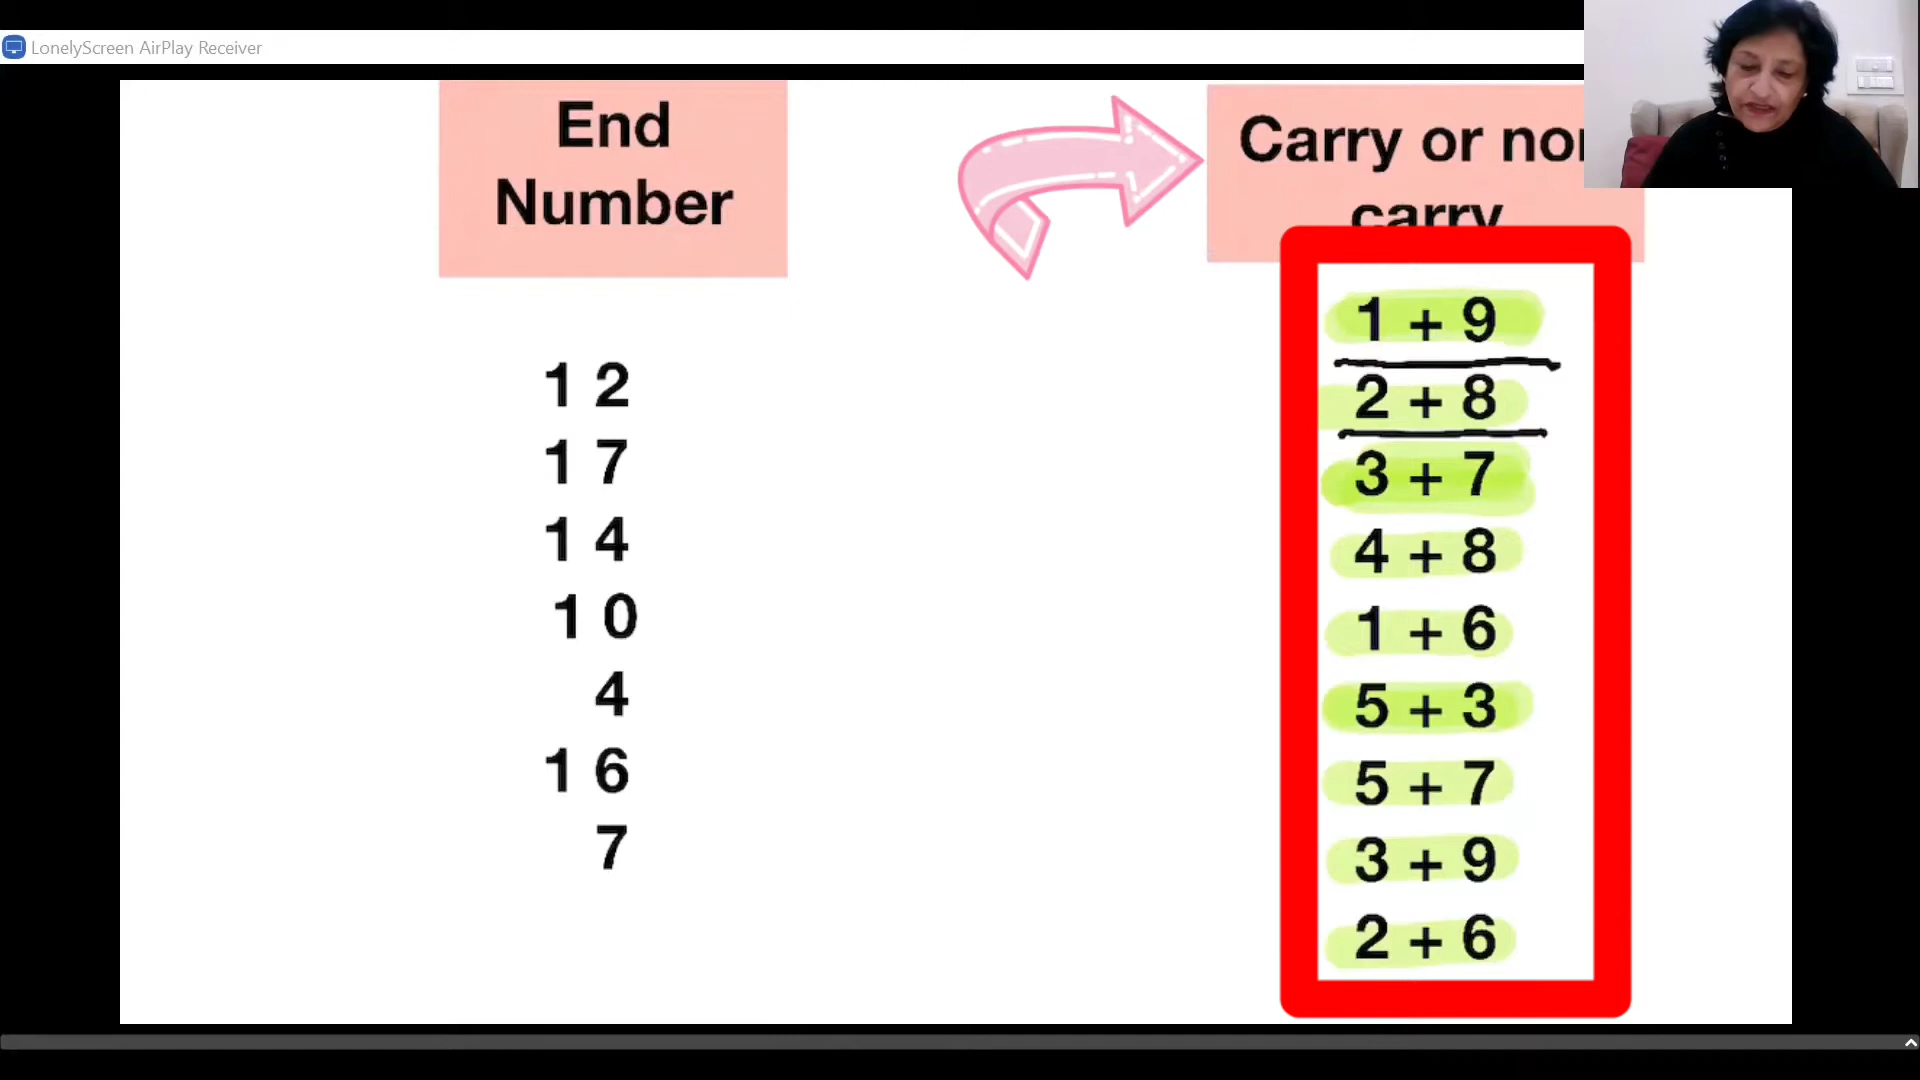 LonelyScreen AirPlay Receiver
End
Number
Carry or
carry
1 2
1 7
1 4
1 0
4
1 6
7
1 + 9
2 + 8
3 + 7
4 + 8
1 + 6
5 + 3
5 + 7
3 + 9
2 + 6